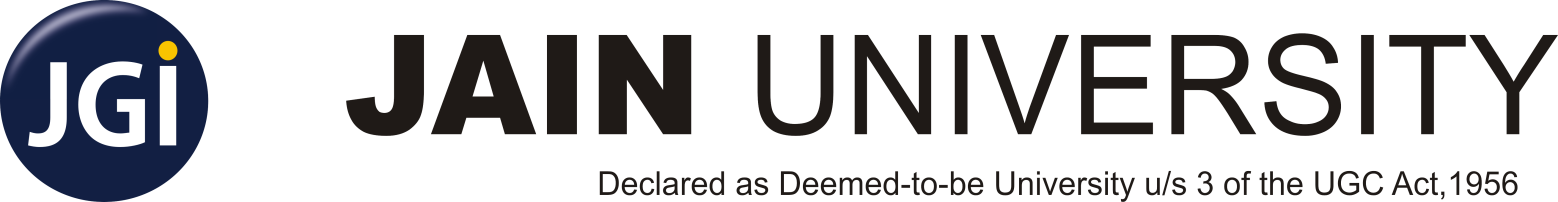 JGi
JAIN UNIVERSITY
Declared as Deemed-to-be University u/s 3 of the UGC Act,1956